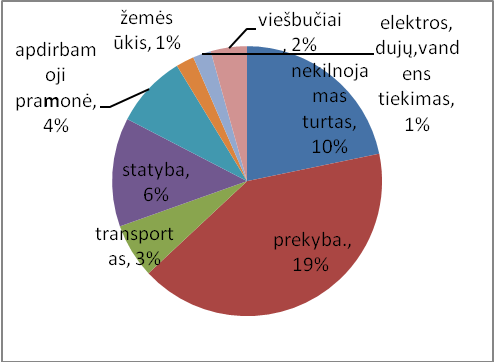 žemės
ūkis, 1%
viešbučiai
, 2%
elektros,
dujų,vand
ens
tiekimas,
1%
apdirbam
oji
pramonė,
4%
nekilnoja
mas
turtas,
10%
statyba,
6%
transport
as, 3%
prekyba.,
19%